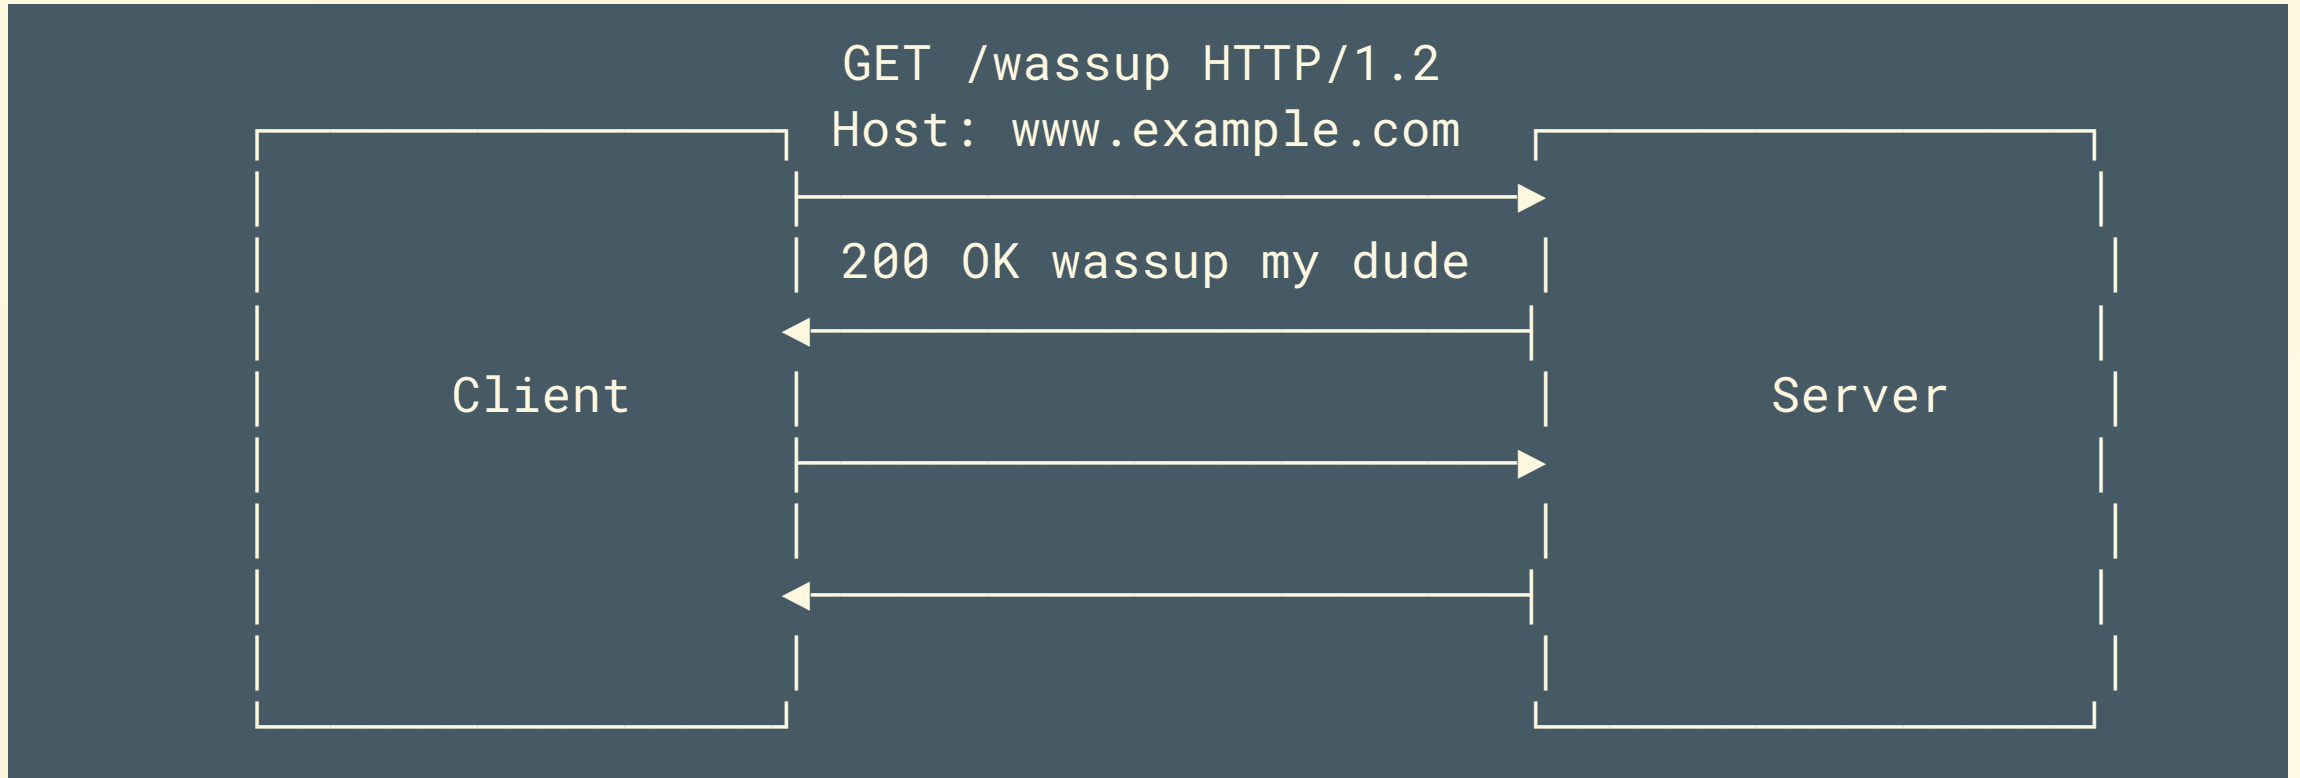 GET /wassup HTTP/1.2
Host: www.example.com
200 OK wassup my dude
Client
Server